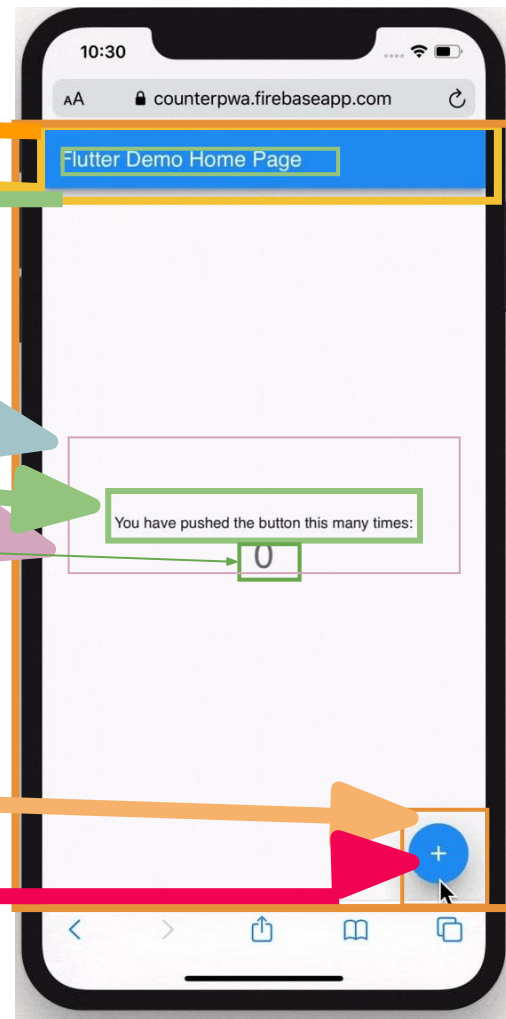 10:30
AA counterpwa.firebaseapp.com
Flutter Demo Home Page
You have pushed the button this many times:
0
+